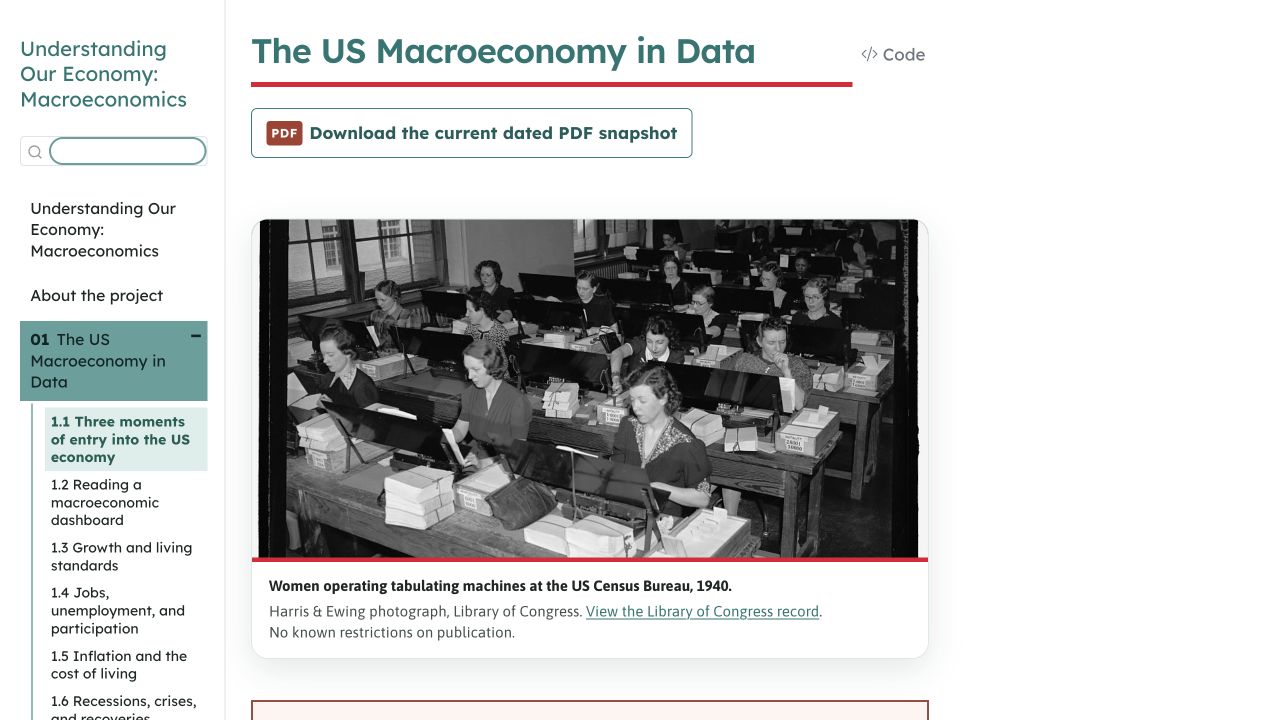 Understanding
Our Economy:
Macroeconomics
Understanding Our
Economy:
Macroeconomics
About the project
01 The US
Macroeconomy in
Data
1.1 Three moments
of entry into the US
economy
1.2 Reading a
macroeconomic
dashboard
1.3 Growth and living
standards
1.4 Jobs,
unemployment, and
participation
1.5 Inflation and the
cost of living
1.6 Recessions, crises,
and recoveries
The US Macroeconomy in Data
</> Code
PDF Download the current dated PDF snapshot
Women operating tabulating machines at the US Census Bureau, 1940.
Harris & Ewing photograph, Library of Congress. View the Library of Congress record.
No known restrictions on publication.